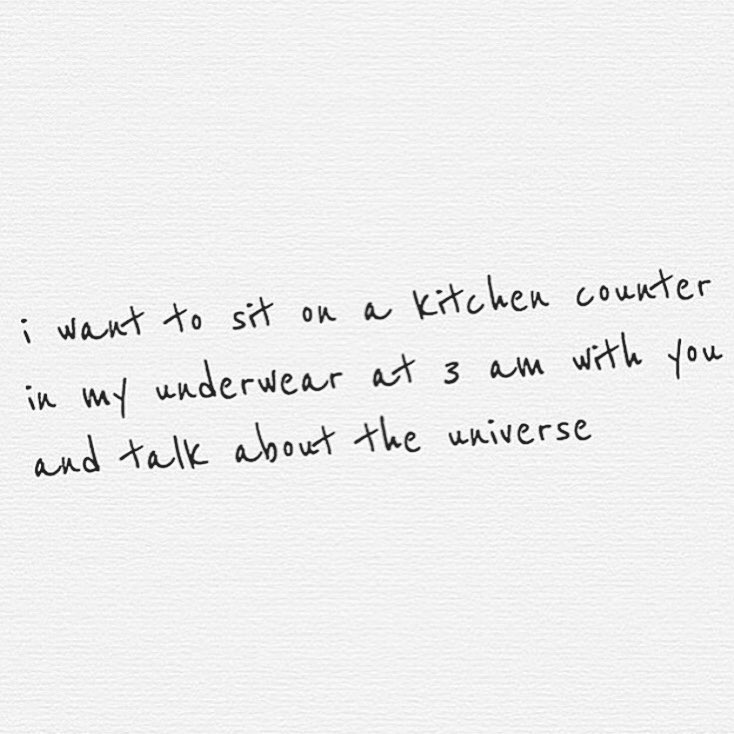 i want to sit on a kitchen counter
in my underwear at 3 am with you
and talk about the universe